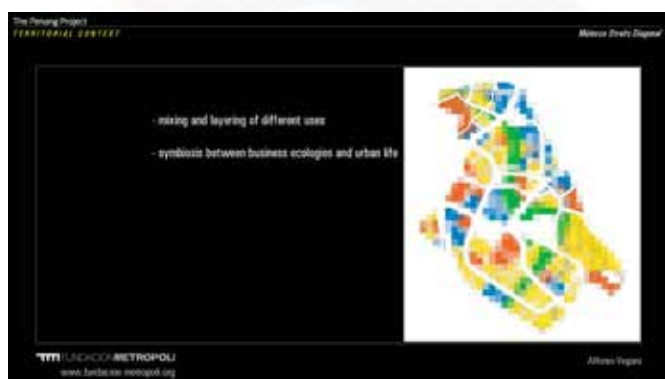 The Penang Project
TERRITORIAL CONTEXT
Malacca Straits Diagonal
- mixing and layering of different uses
- symbiosis between business ecologies and urban life
FUNDACION METROPOLI
www.fundacion-metropoli.org
Alfonso Vegara